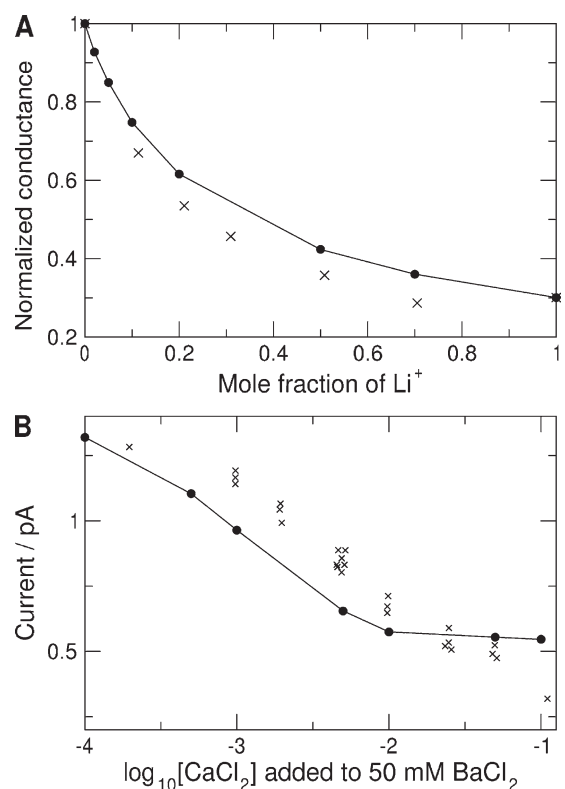 A
1
0.8
0.6
0.4
0.2
Normalized conductance
0 0.2 0.4 0.6 0.8 1
Mole fraction of Li⁺
B
1
0.5
Current / pA
-4 -3 -2 -1
log₁₀[CaCl₂] added to 50 mM BaCl₂